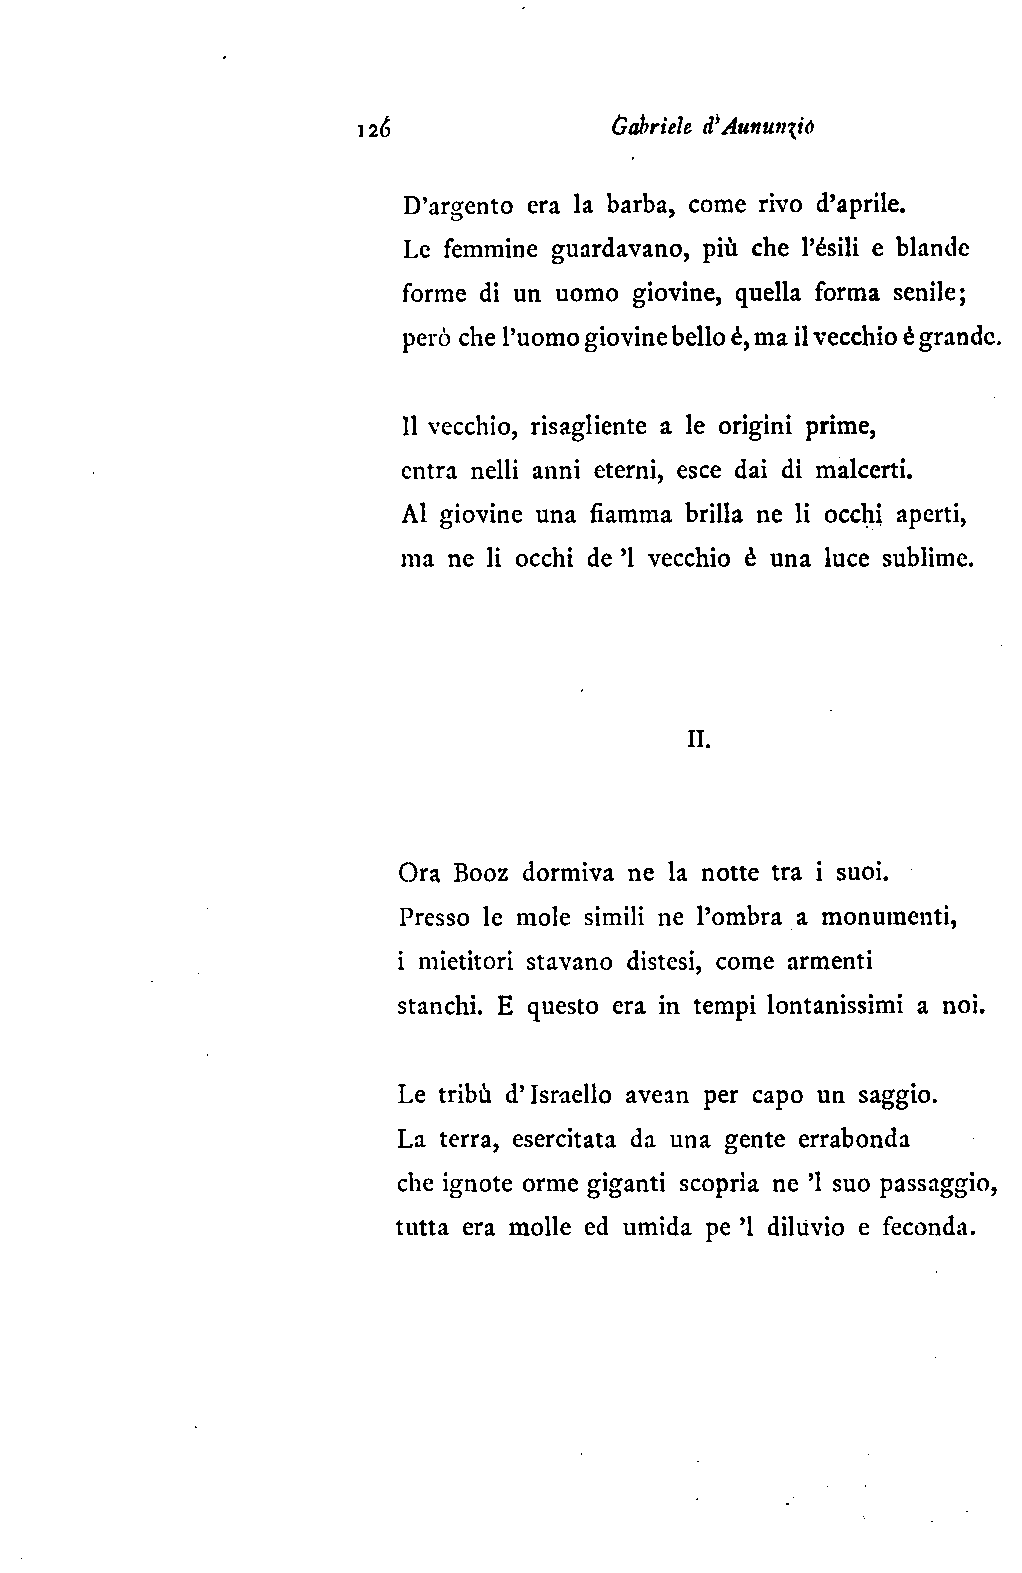 126 Gabriele d'Aununzio
D'argento era la barba, come rivo d'aprile.
Le femmine guardavano, più che l'ésili e blande
forme di un uomo giovine, quella forma senile;
però che l'uomo giovine bello è, ma il vecchio è grande.
Il vecchio, risagliente a le origini prime,
entra nelli anni eterni, esce dai di malcerti.
Al giovine una fiamma brilla ne li occhi aperti,
ma ne li occhi de 'l vecchio è una luce sublime.
II.
Ora Booz dormiva ne la notte tra i suoi.
Presso le mole simili ne l'ombra a monumenti,
i mietitori stavano distesi, come armenti
stanchi. E questo era in tempi lontanissimi a noi.
Le tribù d'Israello avean per capo un saggio.
La terra, esercitata da una gente errabonda
che ignote orme giganti scopria ne 'l suo passaggio,
tutta era molle ed umida pe 'l diluvio e feconda.